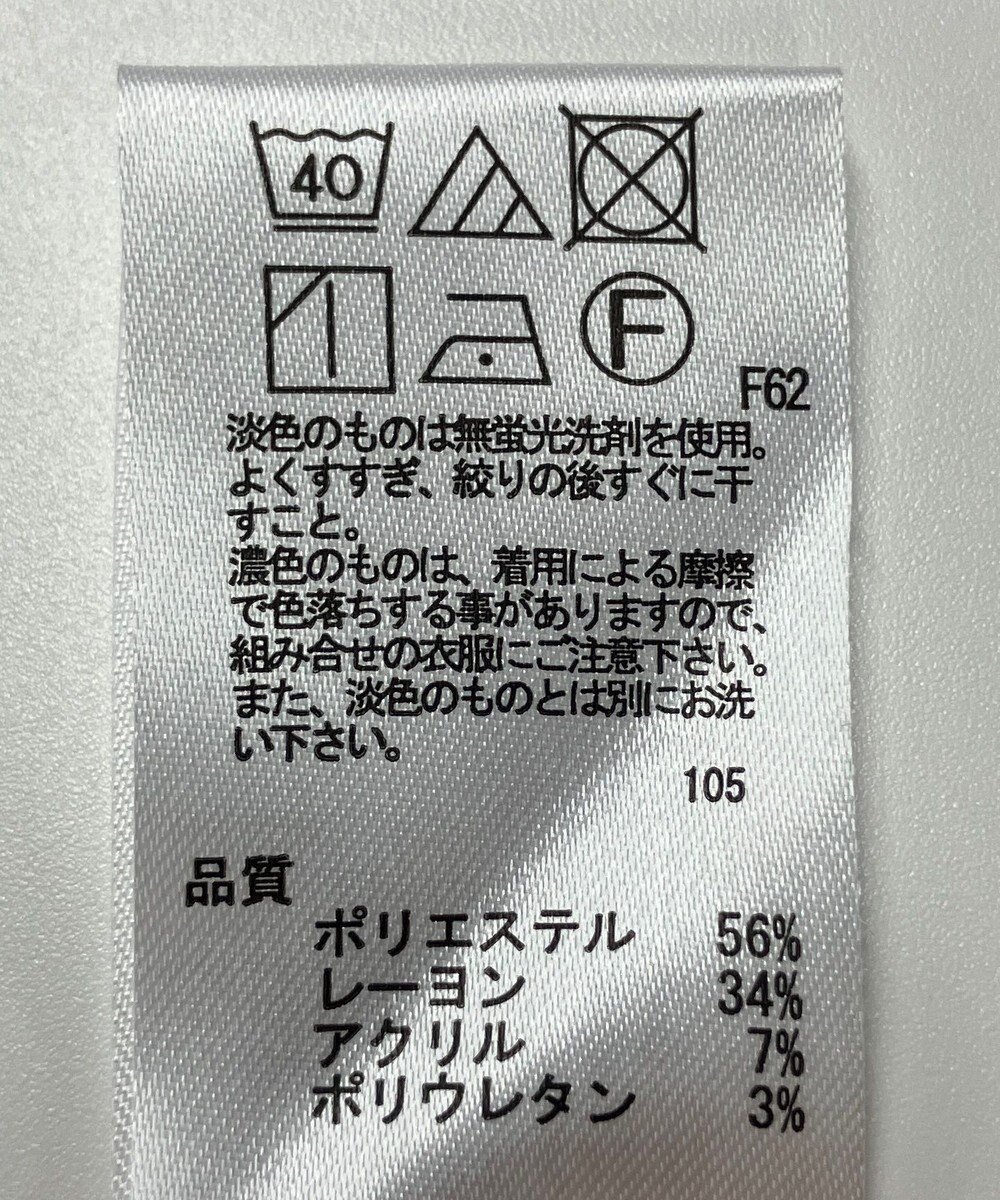 40
F
F62
淡色のものは無蛍光洗剤を使用。
よくすすぎ、絞りの後すぐに干
すこと。
濃色のものは、着用による摩擦
で色落ちする事がありますので、
組み合せの衣服にご注意下さい。
また、淡色のものとは別にお洗
い下さい。
105
品質
ポリエステル 56%
レーヨン 34%
アクリル 7%
ポリウレタン 3%